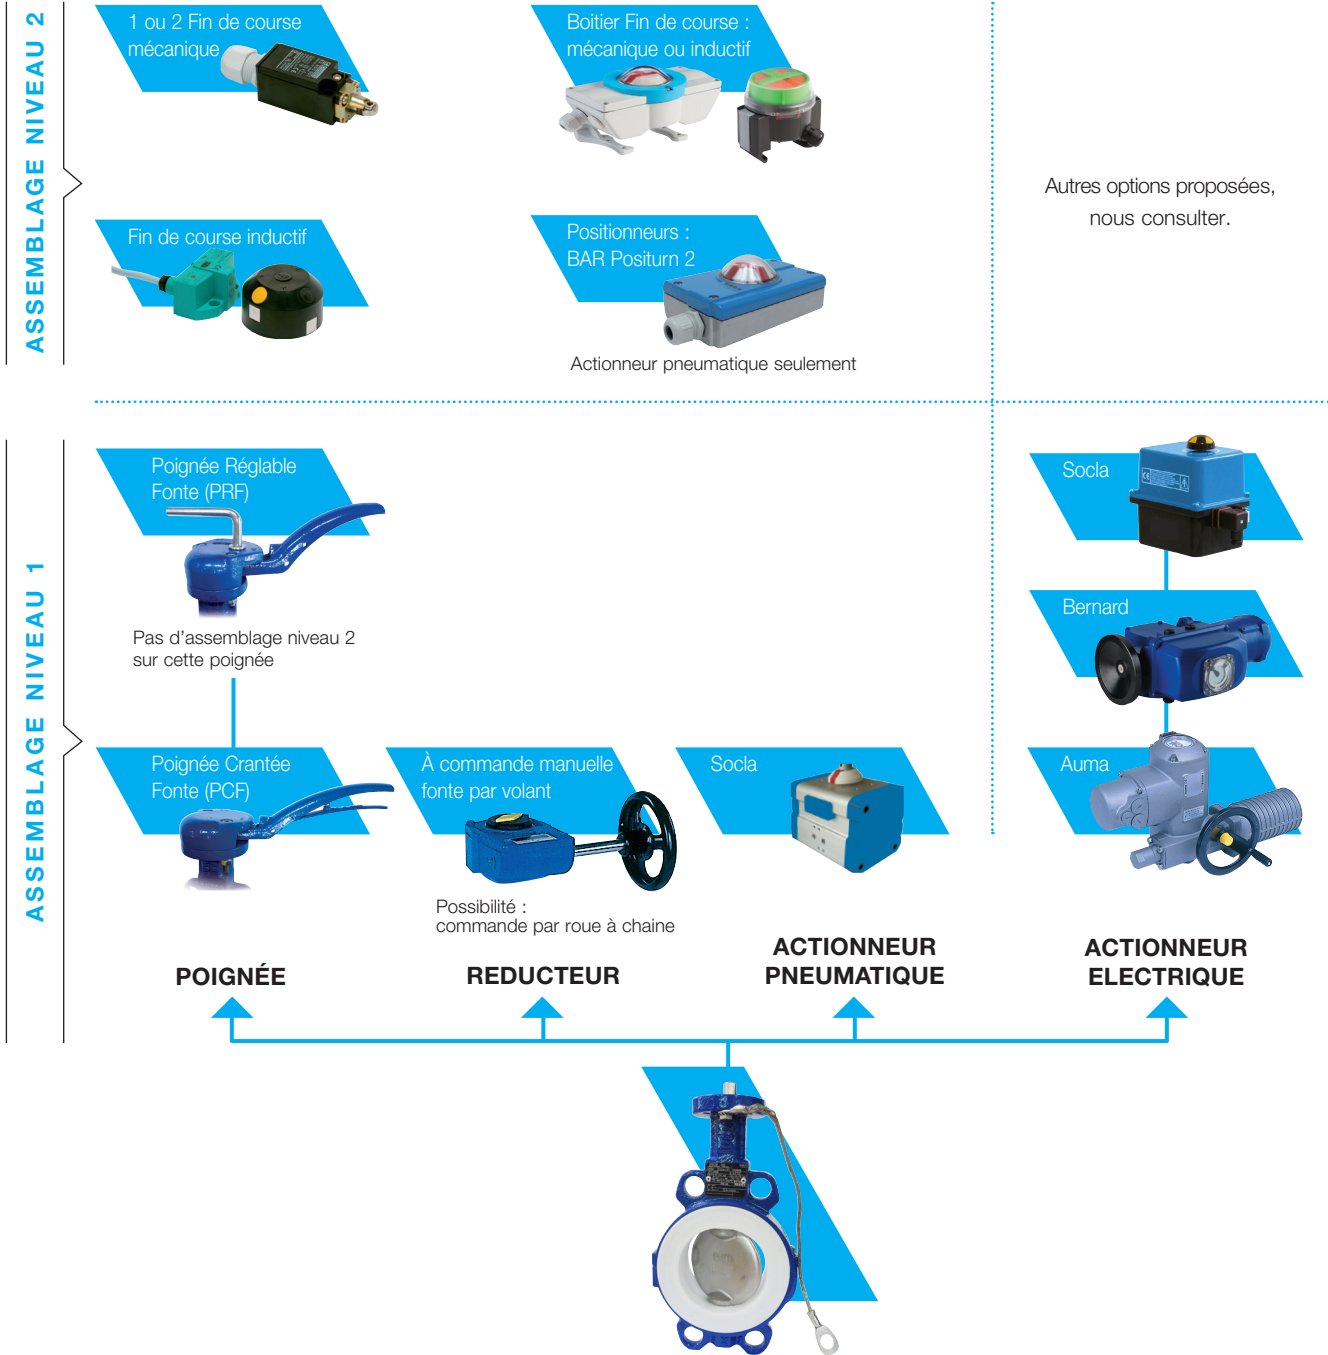 ASSEMBLAGE NIVEAU 2
1 ou 2 Fin de course
mécanique
Boitier Fin de course :
mécanique ou inductif
Autres options proposées,
nous consulter.
Fin de course inductif
Positionneurs :
BAR Positurn 2
Actionneur pneumatique seulement
ASSEMBLAGE NIVEAU 1
Poignée Réglable
Fonte (PRF)
Pas d’assemblage niveau 2
sur cette poignée
Socla
Bernard
Poignée Crantée
Fonte (PCF)
À commande manuelle
fonte par volant
Possibilité :
commande par roue à chaine
Socla
Auma
POIGNÉE
REDUCTEUR
ACTIONNEUR
PNEUMATIQUE
ACTIONNEUR
ELECTRIQUE